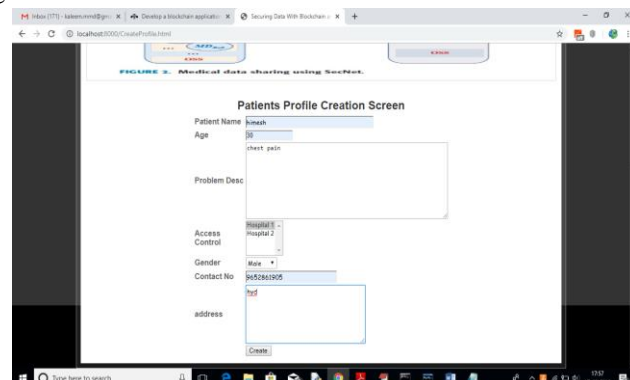 Inbox (171) - kaleem.mmd@gm
Develop a blockchain application
Securing Data With Blockchain a
localhost:8000/CreateProfile.html
FIGURE 2. Medical data sharing using SecNet.
Patients Profile Creation Screen
Patient Name himesh
Age 30
chest pain
Problem Desc
Hospital 1
Hospital 2
Access
Control
Gender Male
Contact No 9652861905
hyd
address
Create
Type here to search
17:57